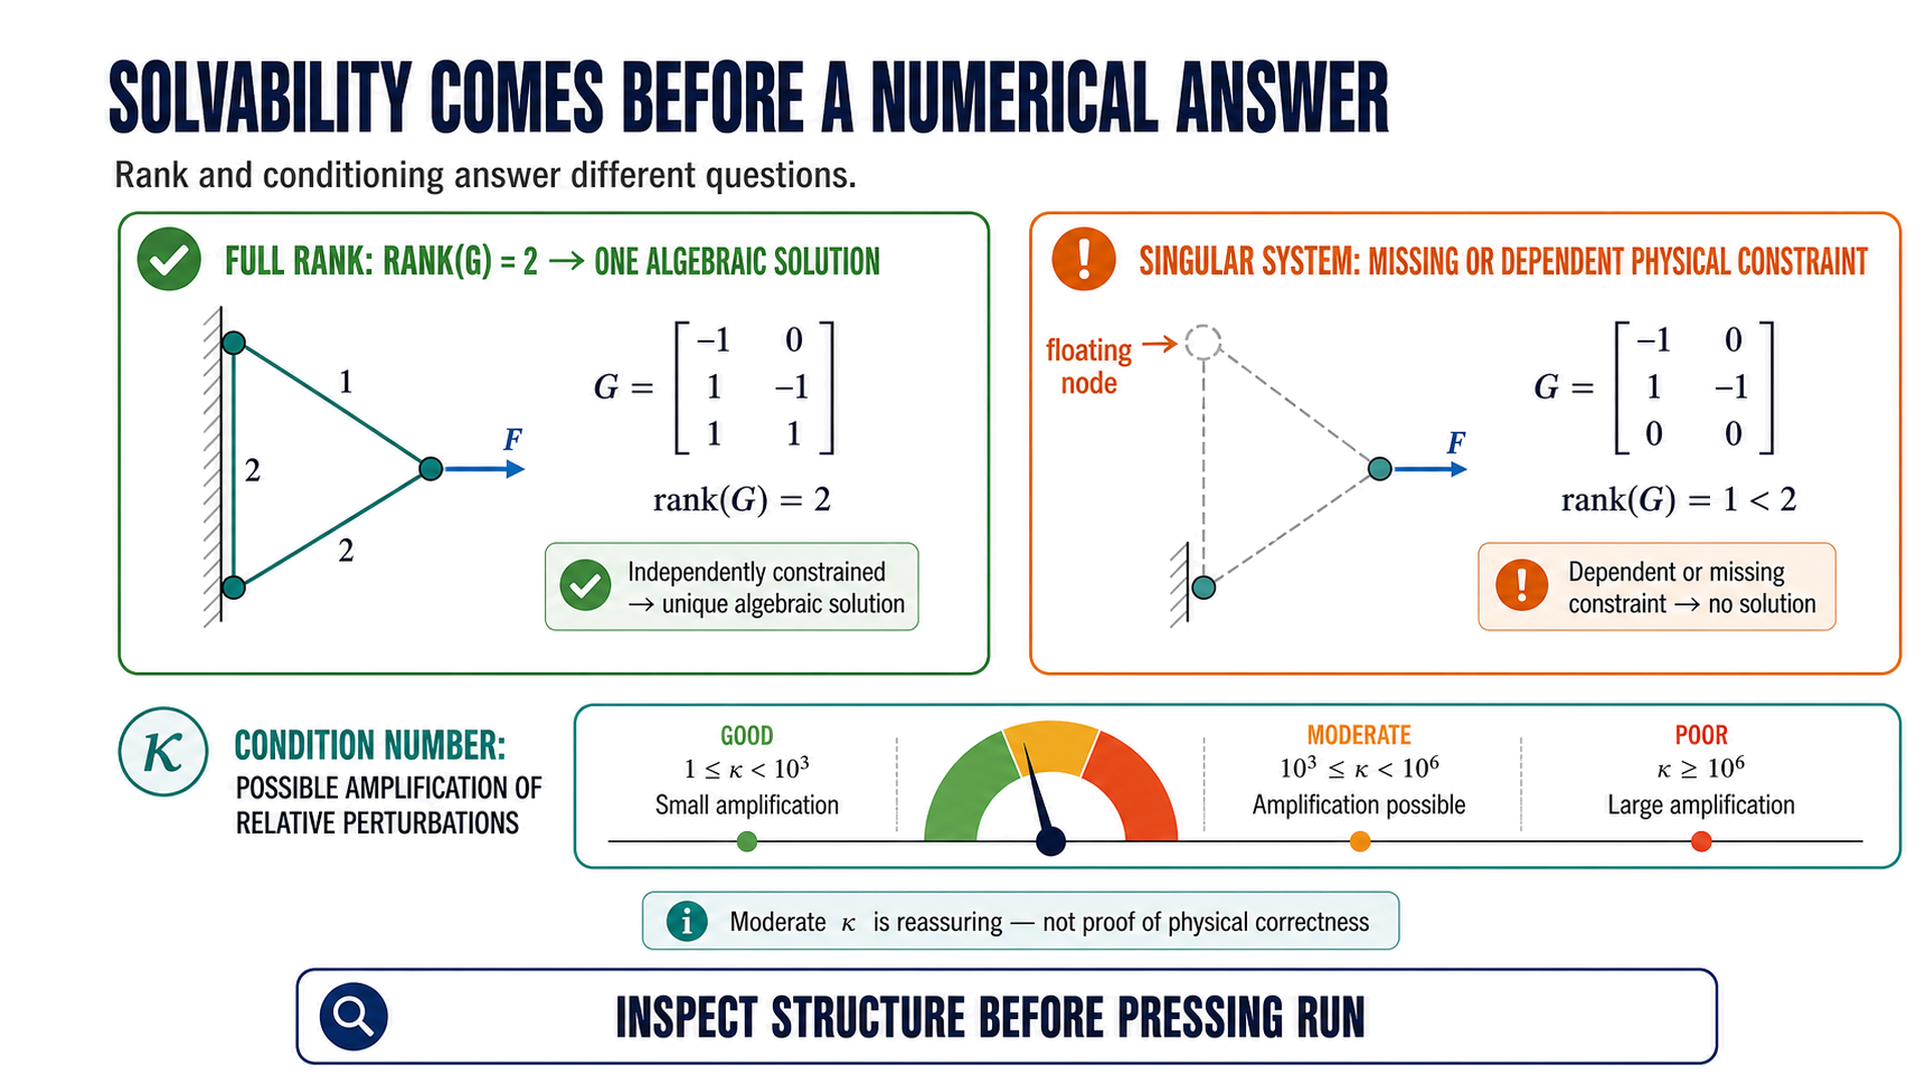 SOLVABILITY COMES BEFORE A NUMERICAL ANSWER
Rank and conditioning answer different questions.
FULL RANK: RANK(G) = 2 → ONE ALGEBRAIC SOLUTION
1
2
2
F
G =
−1 0
1 −1
1 1
rank(G) = 2
Independently constrained
→ unique algebraic solution
SINGULAR SYSTEM: MISSING OR DEPENDENT PHYSICAL CONSTRAINT
floating
node
F
G =
−1 0
1 −1
0 0
rank(G) = 1 < 2
Dependent or missing
constraint → no solution
κ
CONDITION NUMBER:
POSSIBLE AMPLIFICATION OF
RELATIVE PERTURBATIONS
GOOD
1 ≤ κ < 10³
Small amplification
MODERATE
10³ ≤ κ < 10⁶
Amplification possible
POOR
κ ≥ 10⁶
Large amplification
i
Moderate κ is reassuring — not proof of physical correctness
INSPECT STRUCTURE BEFORE PRESSING RUN